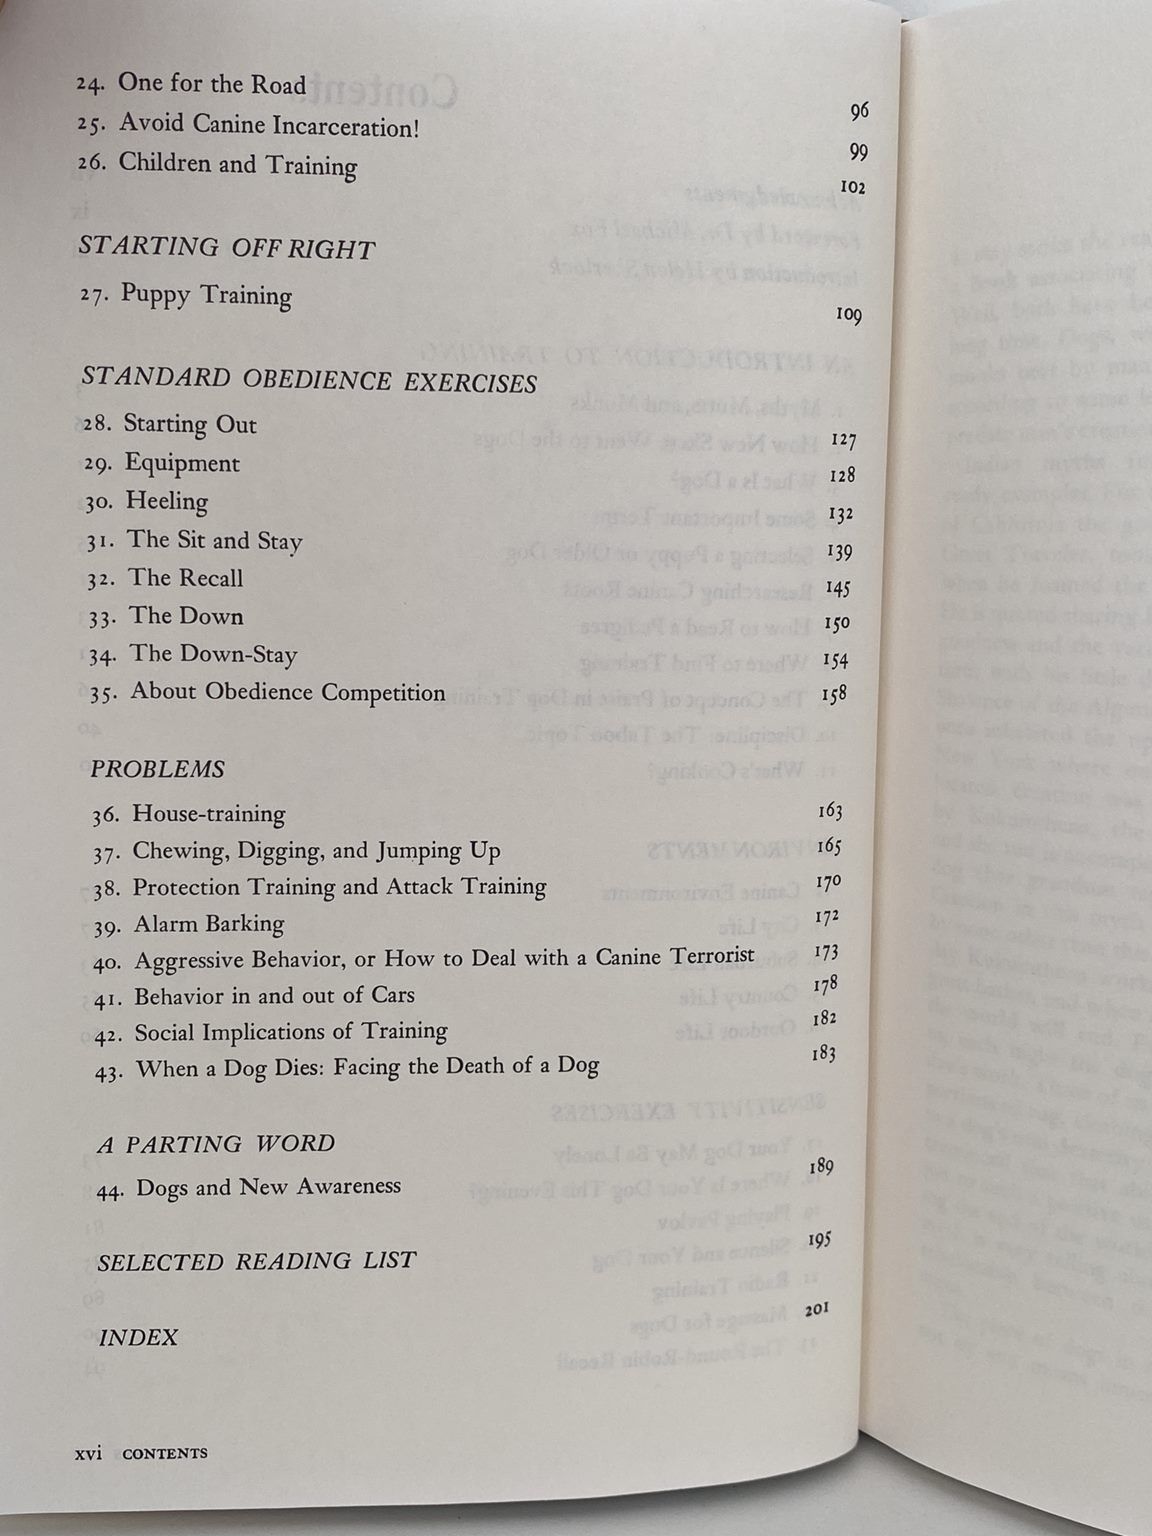 24. One for the Road 96
25. Avoid Canine Incarceration! 99
26. Children and Training 102
STARTING OFF RIGHT
27. Puppy Training 109
STANDARD OBEDIENCE EXERCISES
28. Starting Out 127
29. Equipment 128
30. Heeling 132
31. The Sit and Stay 139
32. The Recall 145
33. The Down 150
34. The Down-Stay 154
35. About Obedience Competition 158
PROBLEMS
36. House-training 163
37. Chewing, Digging, and Jumping Up 165
38. Protection Training and Attack Training 170
39. Alarm Barking 172
40. Aggressive Behavior, or How to Deal with a Canine Terrorist 173
41. Behavior in and out of Cars 178
42. Social Implications of Training 182
43. When a Dog Dies: Facing the Death of a Dog 183
A PARTING WORD
44. Dogs and New Awareness 189
SELECTED READING LIST 195
INDEX 201
xvi CONTENTS